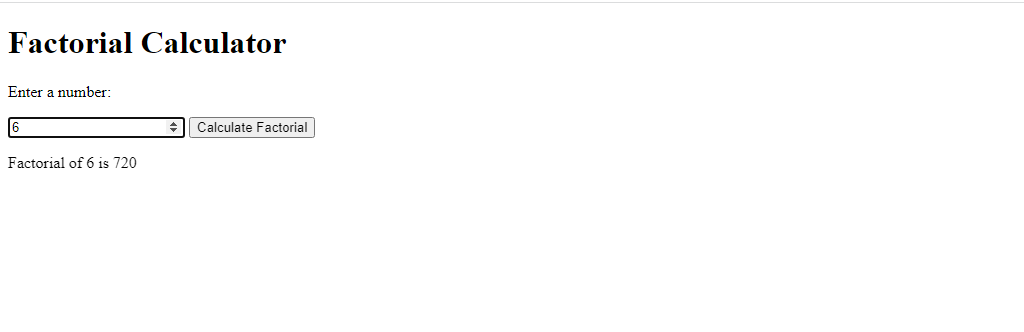 Factorial Calculator
Enter a number:
6 Calculate Factorial
Factorial of 6 is 720